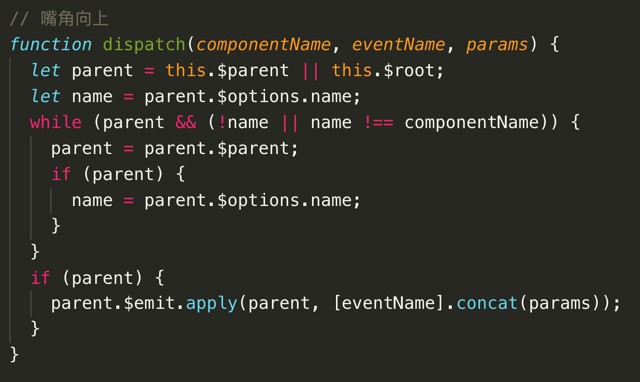 // 嘴角向上
function dispatch(componentName, eventName, params) {
  let parent = this.$parent || this.$root;
  let name = parent.$options.name;
  while (parent && (!name || name !== componentName)) {
    parent = parent.$parent;
    if (parent) {
      name = parent.$options.name;
    }
  }
  if (parent) {
    parent.$emit.apply(parent, [eventName].concat(params));
  }
}